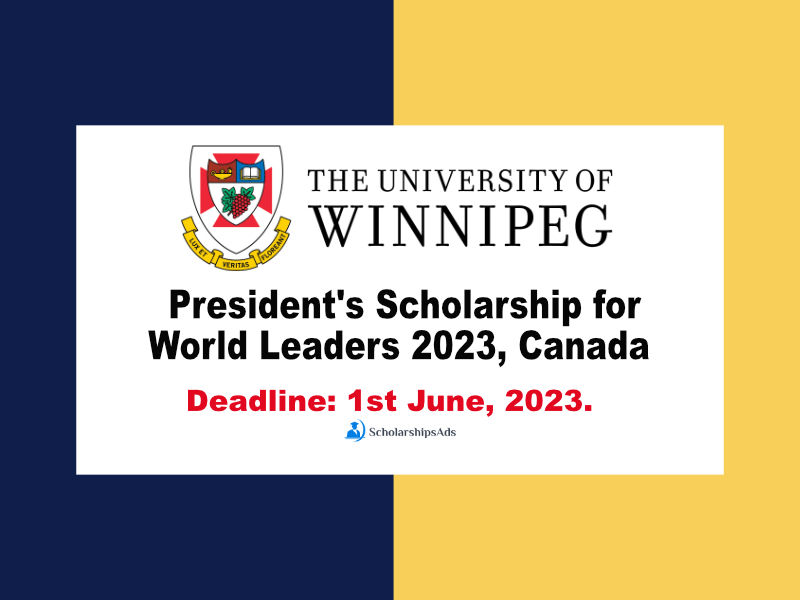 THE UNIVERSITY OF
WINNIPEG
LUX ET VERITAS FLOREANT
President's Scholarship for
World Leaders 2023, Canada
Deadline: 1st June, 2023.
ScholarshipsAds